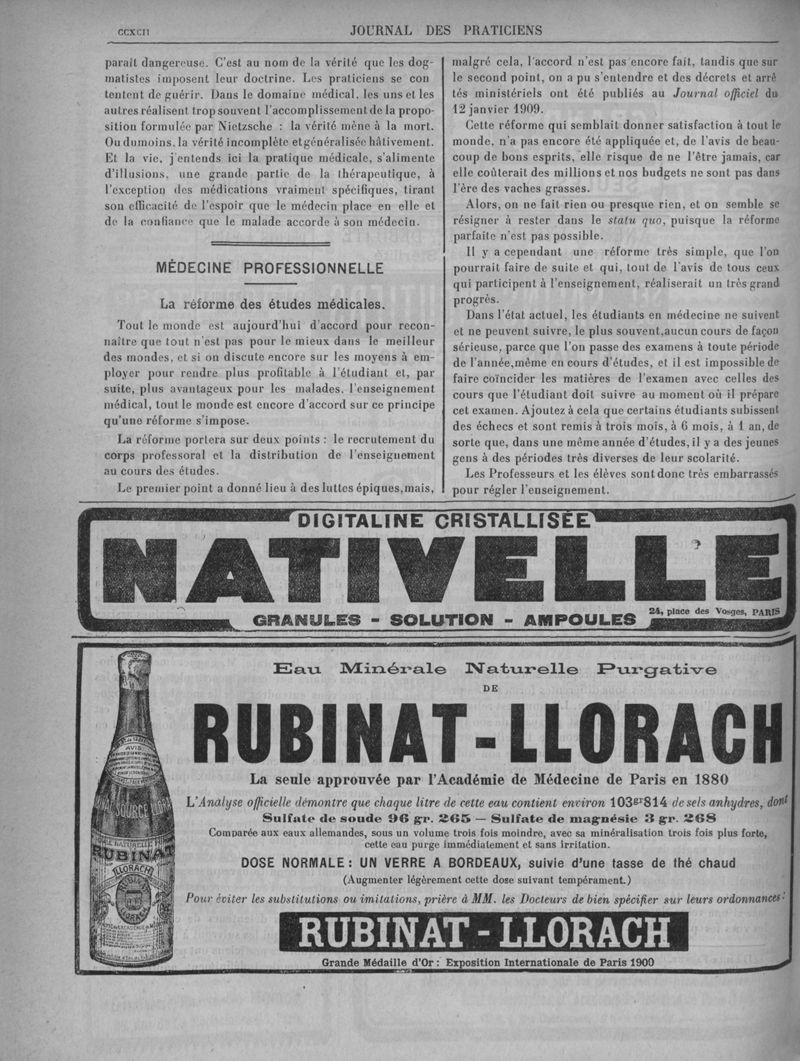 CCXCII
JOURNAL DES PRATICIENS
paraît dangereuse. C'est au nom de la vérité que les dog-
matistes imposent leur doctrine. Les praticiens se con
tentent de guérir. Dans le domaine médical, les uns et les
autres réalisent trop souvent l'accomplissement de la propo-
sition formulée par Nietzsche : la vérité mène à la mort.
Ou du moins, la vérité incomplète et généralisée hâtivement.
Et la vie, j'entends ici la pratique médicale, s'alimente
d'illusions, une grande partie de la thérapeutique, à
l'exception des médications vraiment spécifiques, tirant
son efficacité de l'espoir que le médecin place en elle et
de la confiance que le malade accorde à son médecin.
MÉDECINE PROFESSIONNELLE
La réforme des études médicales.
Tout le monde est aujourd'hui d'accord pour recon-
naître que tout n'est pas pour le mieux dans le meilleur
des mondes, et si on discute encore sur les moyens à em-
ployer pour rendre plus profitable à l'étudiant et, par
suite, plus avantageux pour les malades, l'enseignement
médical, tout le monde est encore d'accord sur ce principe
qu'une réforme s'impose.
La réforme portera sur deux points : le recrutement du
corps professoral et la distribution de l'enseignement
au cours des études.
Le premier point a donné lieu à des luttes épiques, mais,
malgré cela, l'accord n'est pas encore fait, tandis que sur
le second point, on a pu s'entendre et des décrets et arrê
tés ministériels ont été publiés au Journal officiel du
12 janvier 1909.
Cette réforme qui semblait donner satisfaction à tout le
monde, n'a pas encore été appliquée et, de l'avis de beau-
coup de bons esprits, elle risque de ne l'être jamais, car
elle coûterait des millions et nos budgets ne sont pas dans
l'ère des vaches grasses.
Alors, on ne fait rien ou presque rien, et on semble se
résigner à rester dans le statu quo, puisque la réforme
parfaite n'est pas possible.
Il y a cependant une réforme très simple, que l'on
pourrait faire de suite et qui, tout de l'avis de tous ceux
qui participent à l'enseignement, réaliserait un très grand
progrès.
Dans l'état actuel, les étudiants en médecine ne suivent
et ne peuvent suivre, le plus souvent, aucun cours de façon
sérieuse, parce que l'on passe des examens à toute période
de l'année, même en cours d'études, et il est impossible de
faire coïncider les matières de l'examen avec celles des
cours que l'étudiant doit suivre au moment où il prépare
cet examen. Ajoutez à cela que certains étudiants subissent
des échecs et sont remis à trois mois, à 6 mois, à 1 an, de
sorte que, dans une même année d'études, il y a des jeunes
gens à des périodes très diverses de leur scolarité.
Les Professeurs et les élèves sont donc très embarrassés
pour régler l'enseignement.
DIGITALINE CRISTALLISÉE
NATIVELLE
GRANULES - SOLUTION - AMPOULES
24, place des Vosges, PARIS
Eau Minérale Naturelle Purgative
DE
RUBINAT-LLORACH
La seule approuvée par l'Académie de Médecine de Paris en 1880
L'Analyse officielle démontre que chaque litre de cette eau contient environ 103gr814 de sels anhydres, dont
Sulfate de soude 96 gr. 265 — Sulfate de magnésie 3 gr. 268
Comparée aux eaux allemandes, sous un volume trois fois moindre, avec sa minéralisation trois fois plus forte,
cette eau purge immédiatement et sans irritation.
DOSE NORMALE : UN VERRE A BORDEAUX, suivie d'une tasse de thé chaud
(Augmenter légèrement cette dose suivant tempérament.)
Pour éviter les substitutions ou imitations, prière à MM. les Docteurs de bien spécifier sur leurs ordonnances :
RUBINAT - LLORACH
Grande Médaille d'Or : Exposition Internationale de Paris 1900
AVIS
SOURCE
RUBINAT
LLORACH